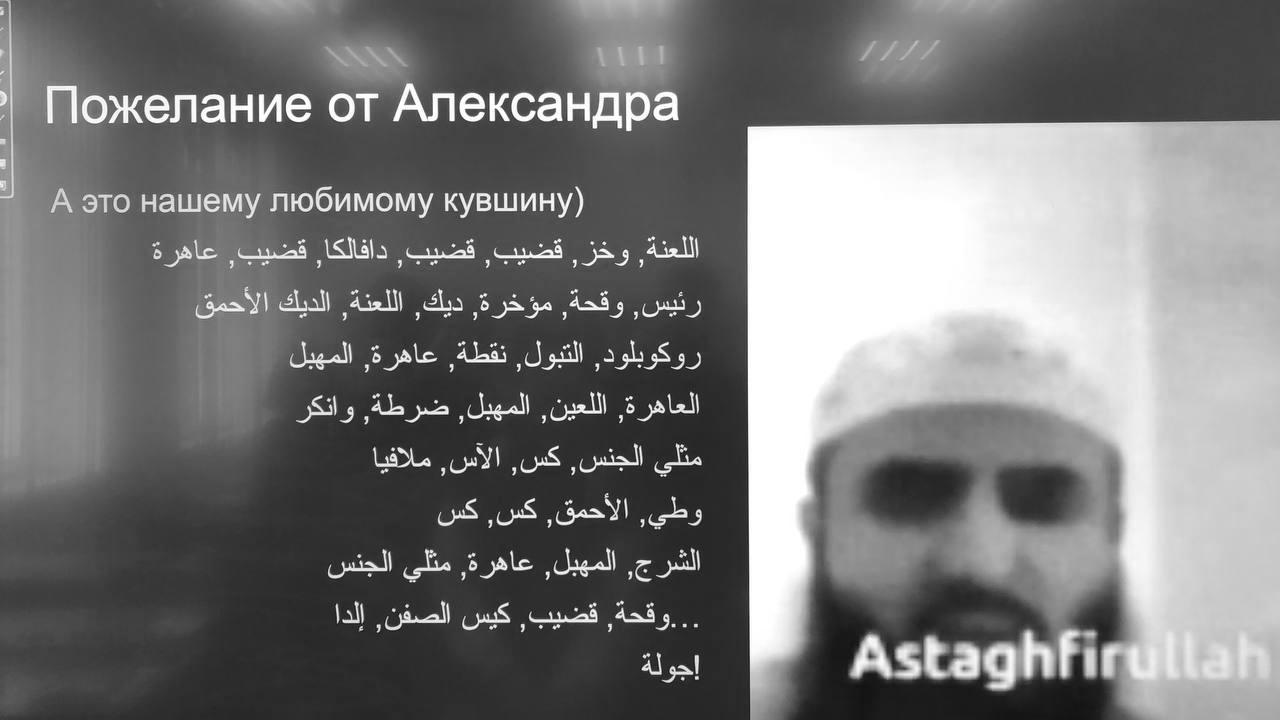 Пожелание от Александра
А это нашему любимому кувшину)
اللعنة, وخز, قضيب, قضيب, دافالكا, قضيب, عاهرة
رئيس, وقحة, مؤخرة, ديك, اللعنة, الديك الأحمق
روكوبلود, التبول, نقطة, عاهرة, المهبل
العاهرة, اللعين, المهبل, ضرطة, وانكر
مثلي الجنس, كس, الآس, ملافيا
وطي, الأحمق, كس, كس
الشرج, المهبل, عاهرة, مثلي الجنس
...وقحة, قضيب, كيس الصفن, إلدا
!جولة
Astaghfirullah